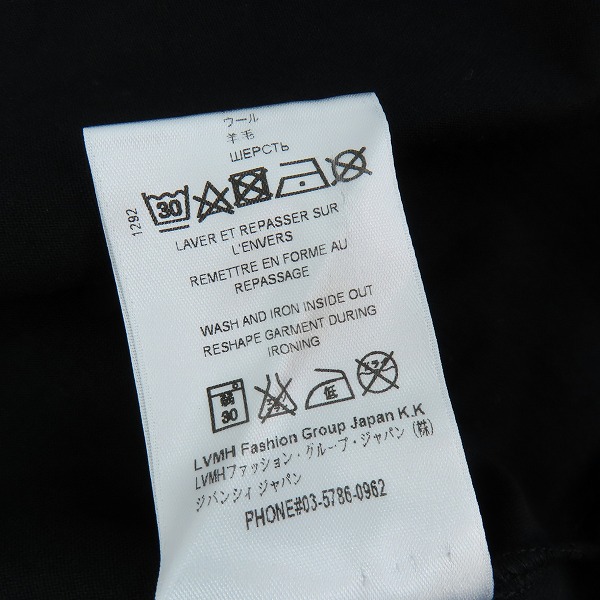 ウール
羊毛
ШЕРСТЬ
30
1292
LAVER ET REPASSER SUR
L'ENVERS
REMETTRE EN FORME AU
REPASSAGE
WASH AND IRON INSIDE OUT
RESHAPE GARMENT DURING
IRONING
弱
30
低
LVMH Fashion Group Japan K.K
LVMHファッション・グループ・ジャパン (株)
ジバンシィ ジャパン
PHONE#03-5786-0962